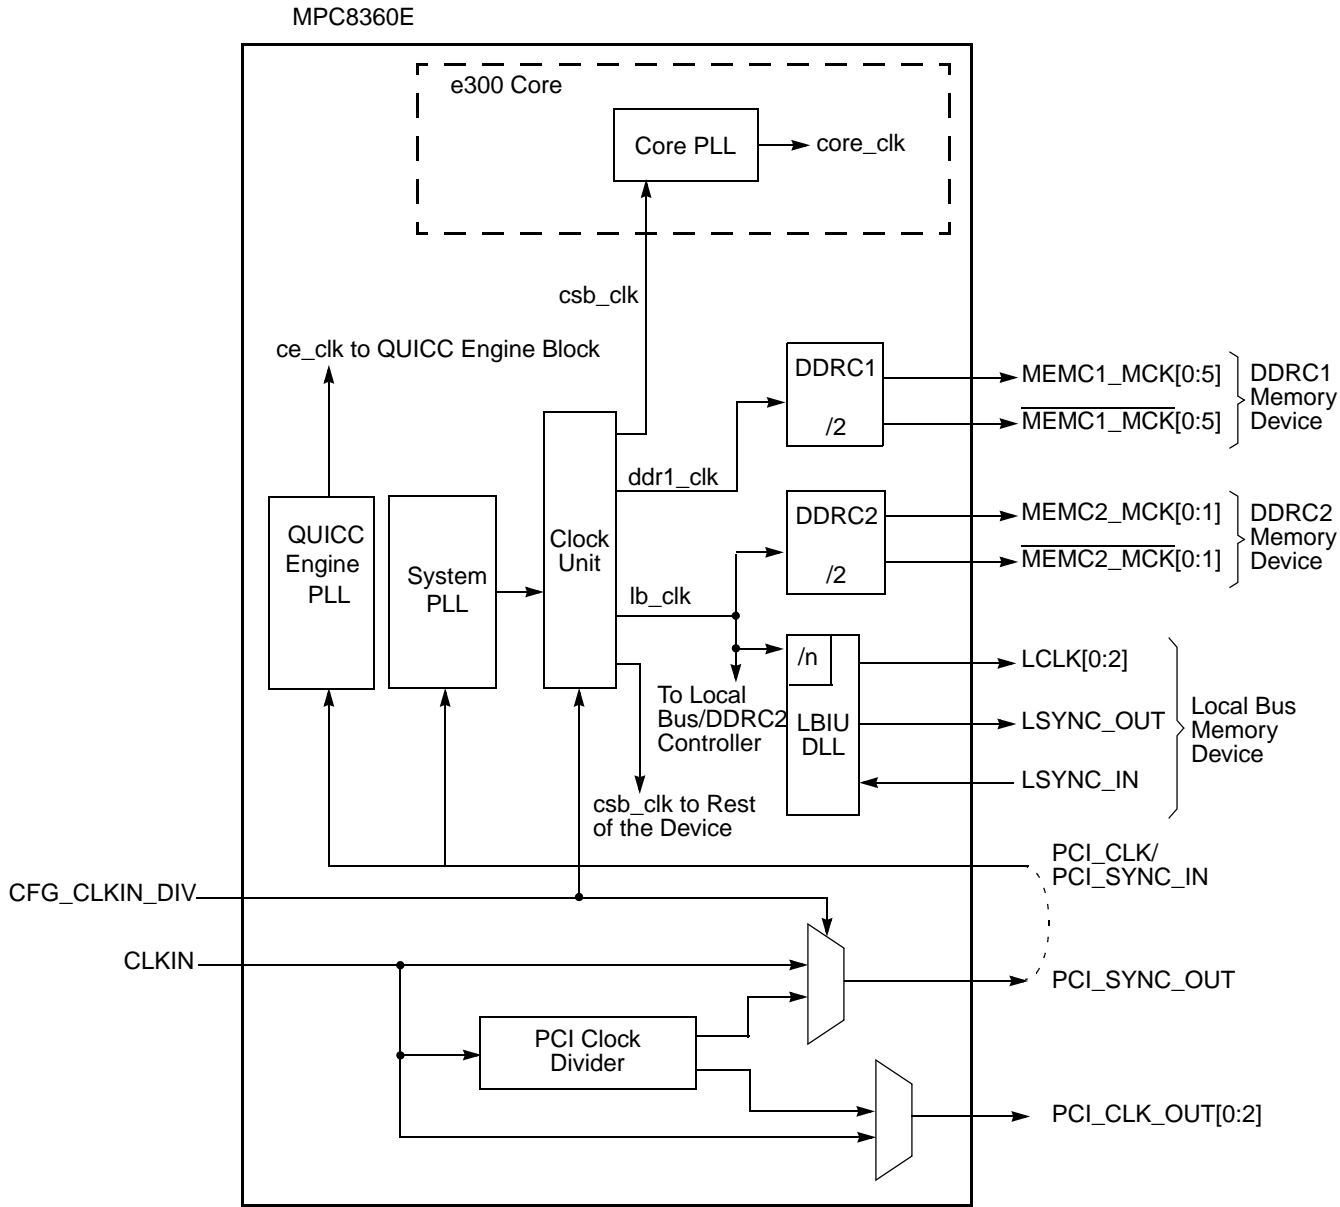 MPC8360E
e300 Core
Core PLL
core_clk
csb_clk
ce_clk to QUICC Engine Block
DDRC1
/2
MEMC1_MCK[0:5]
MEMC1_MCK[0:5]
DDRC1
Memory
Device
ddr1_clk
QUICC
Engine
PLL
System
PLL
Clock
Unit
DDRC2
/2
MEMC2_MCK[0:1]
MEMC2_MCK[0:1]
DDRC2
Memory
Device
lb_clk
/n
LBIU
DLL
To Local
Bus/DDRC2
Controller
LCLK[0:2]
LSYNC_OUT
LSYNC_IN
Local Bus
Memory
Device
csb_clk to Rest
of the Device
PCI_CLK/
PCI_SYNC_IN
CFG_CLKIN_DIV
CLKIN
PCI_SYNC_OUT
PCI Clock
Divider
PCI_CLK_OUT[0:2]